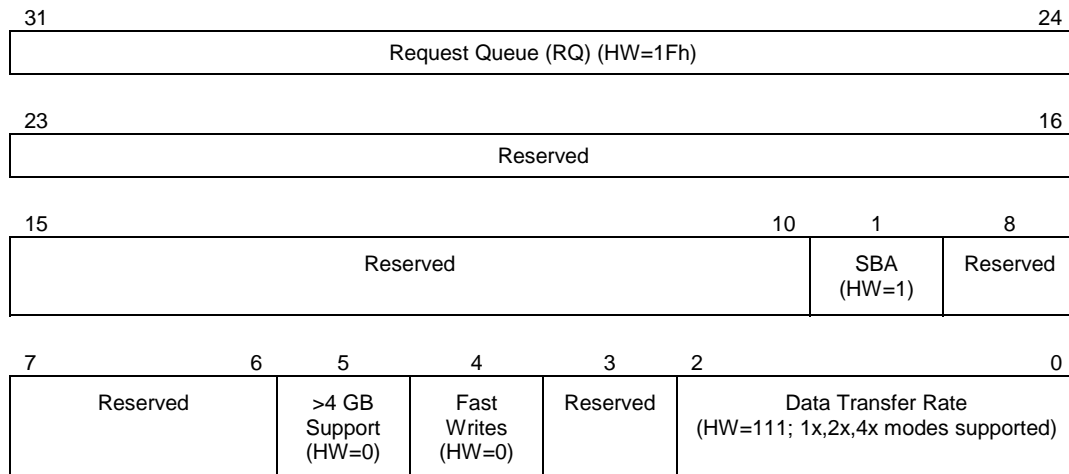 31 24
Request Queue (RQ) (HW=1Fh)
23 16
Reserved
15 10 1 8
Reserved SBA Reserved
(HW=1)
7 6 5 4 3 2 0
Reserved >4 GB Fast Reserved Data Transfer Rate
Support Writes (HW=111; 1x,2x,4x modes supported)
(HW=0) (HW=0)